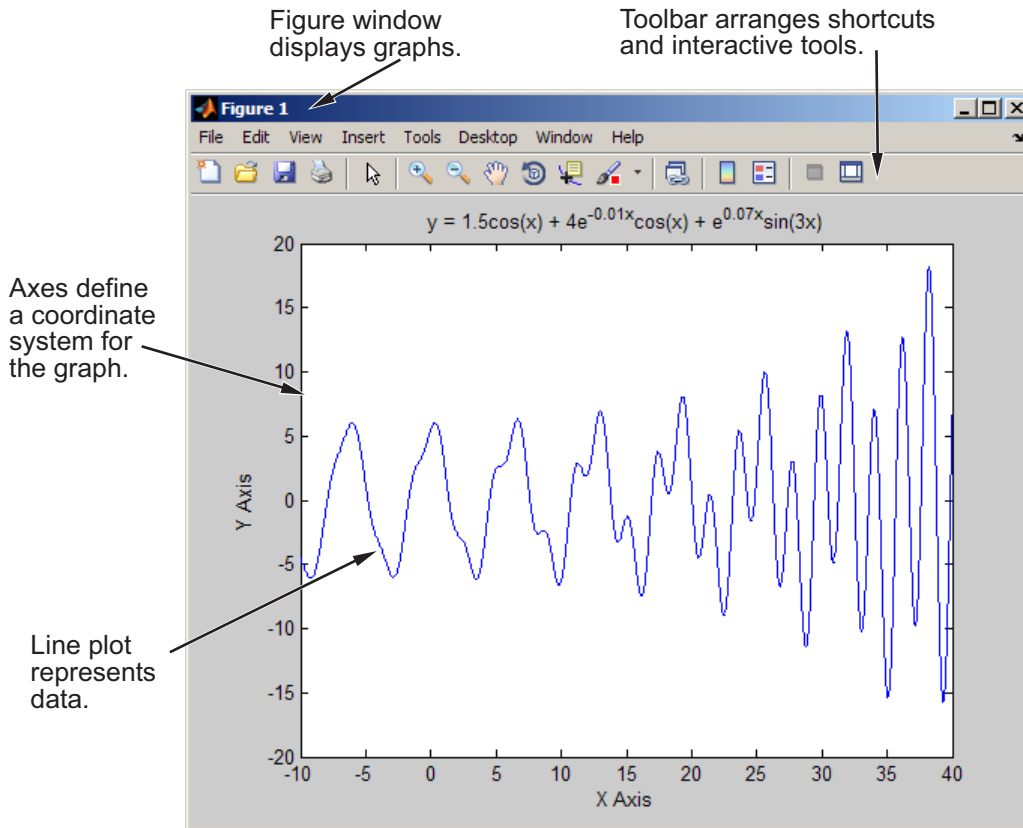 Figure window
displays graphs.
Toolbar arranges shortcuts
and interactive tools.
Figure 1
File Edit View Insert Tools Desktop Window Help
y = 1.5cos(x) + 4e^-0.01x cos(x) + e^0.07x sin(3x)
Axes define
a coordinate
system for
the graph.
Line plot
represents
data.
Y Axis
20
15
10
5
0
-5
-10
-15
-20
-10 -5 0 5 10 15 20 25 30 35 40
X Axis